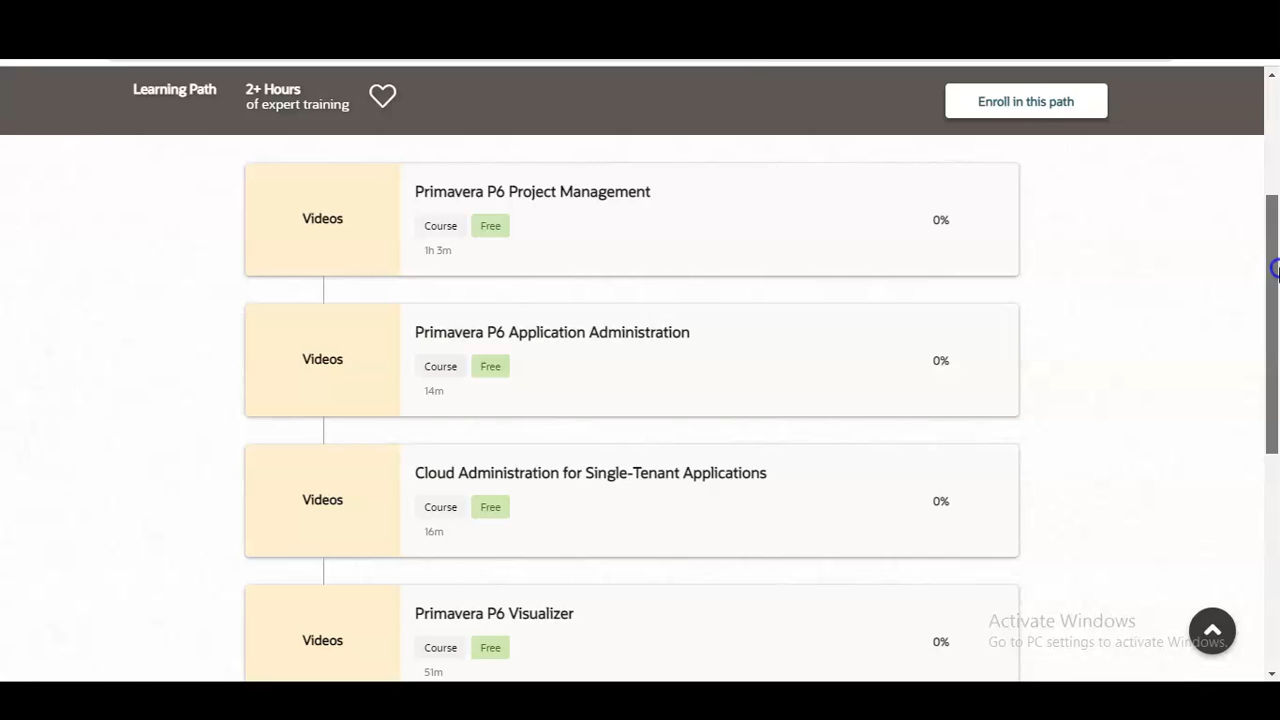 Learning Path
2+ Hours
of expert training
Enroll in this path
Videos
Primavera P6 Project Management
Course Free
1h 3m
0%
Videos
Primavera P6 Application Administration
Course Free
14m
0%
Videos
Cloud Administration for Single-Tenant Applications
Course Free
16m
0%
Videos
Primavera P6 Visualizer
Course Free
51m
0%
Activate Windows
Go to PC settings to activate Windows.